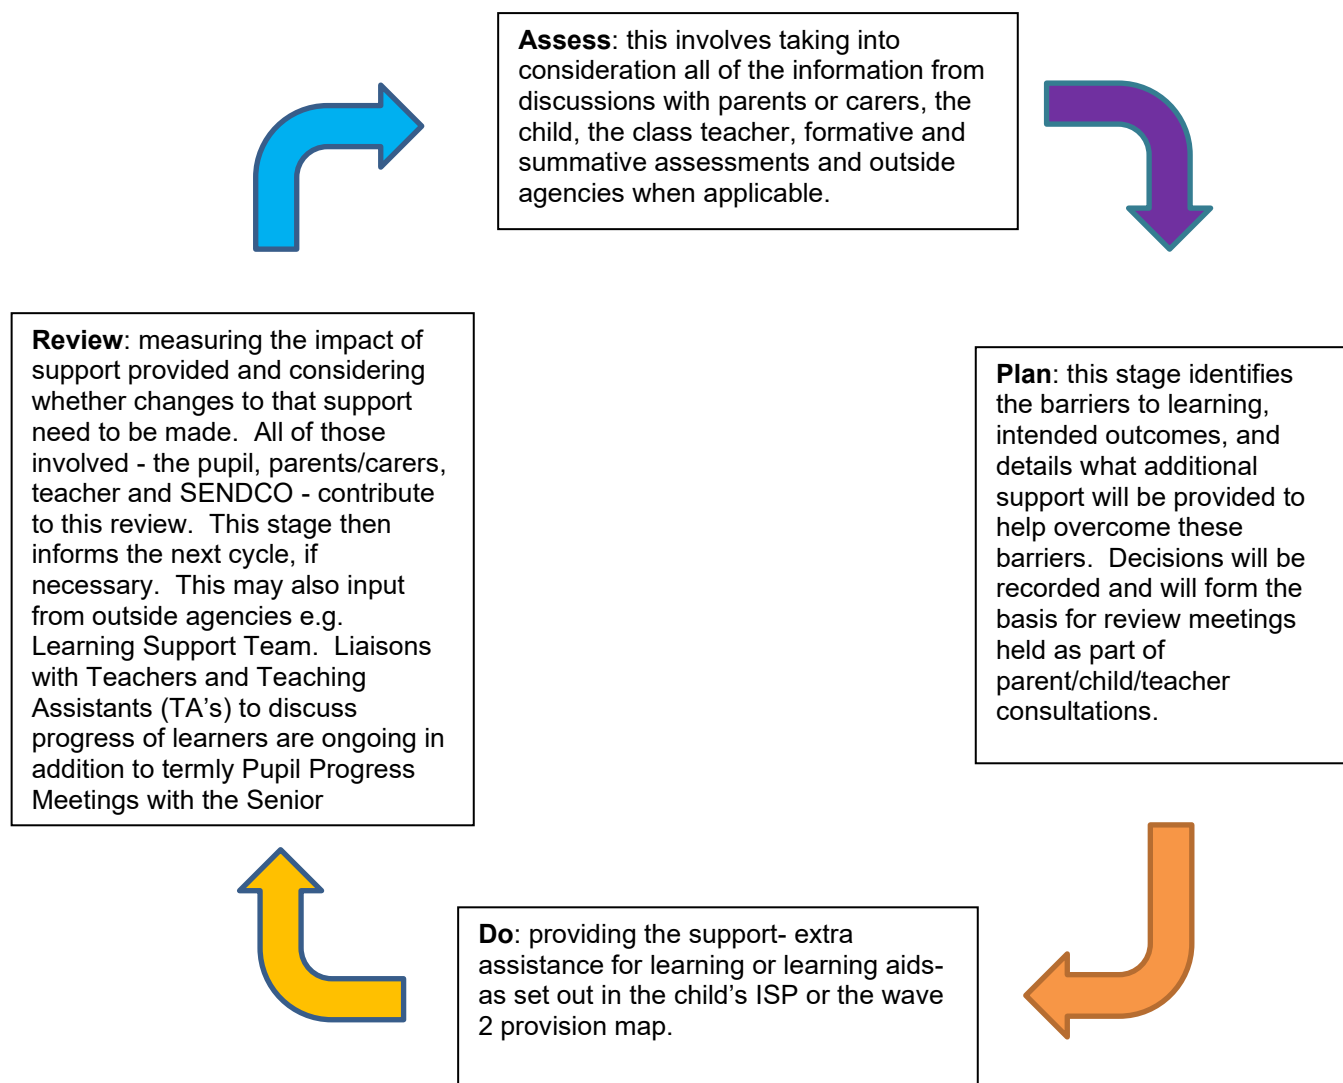 Assess: this involves taking into
consideration all of the information from
discussions with parents or carers, the
child, the class teacher, formative and
summative assessments and outside
agencies when applicable.
Plan: this stage identifies
the barriers to learning,
intended outcomes, and
details what additional
support will be provided to
help overcome these
barriers.  Decisions will be
recorded and will form the
basis for review meetings
held as part of
parent/child/teacher
consultations.
Do: providing the support- extra
assistance for learning or learning aids-
as set out in the child’s ISP or the wave
2 provision map.
Review: measuring the impact of
support provided and considering
whether changes to that support
need to be made.  All of those
involved - the pupil, parents/carers,
teacher and SENDCO - contribute
to this review.  This stage then
informs the next cycle, if
necessary.  This may also input
from outside agencies e.g.
Learning Support Team.  Liaisons
with Teachers and Teaching
Assistants (TA’s) to discuss
progress of learners are ongoing in
addition to termly Pupil Progress
Meetings with the Senior